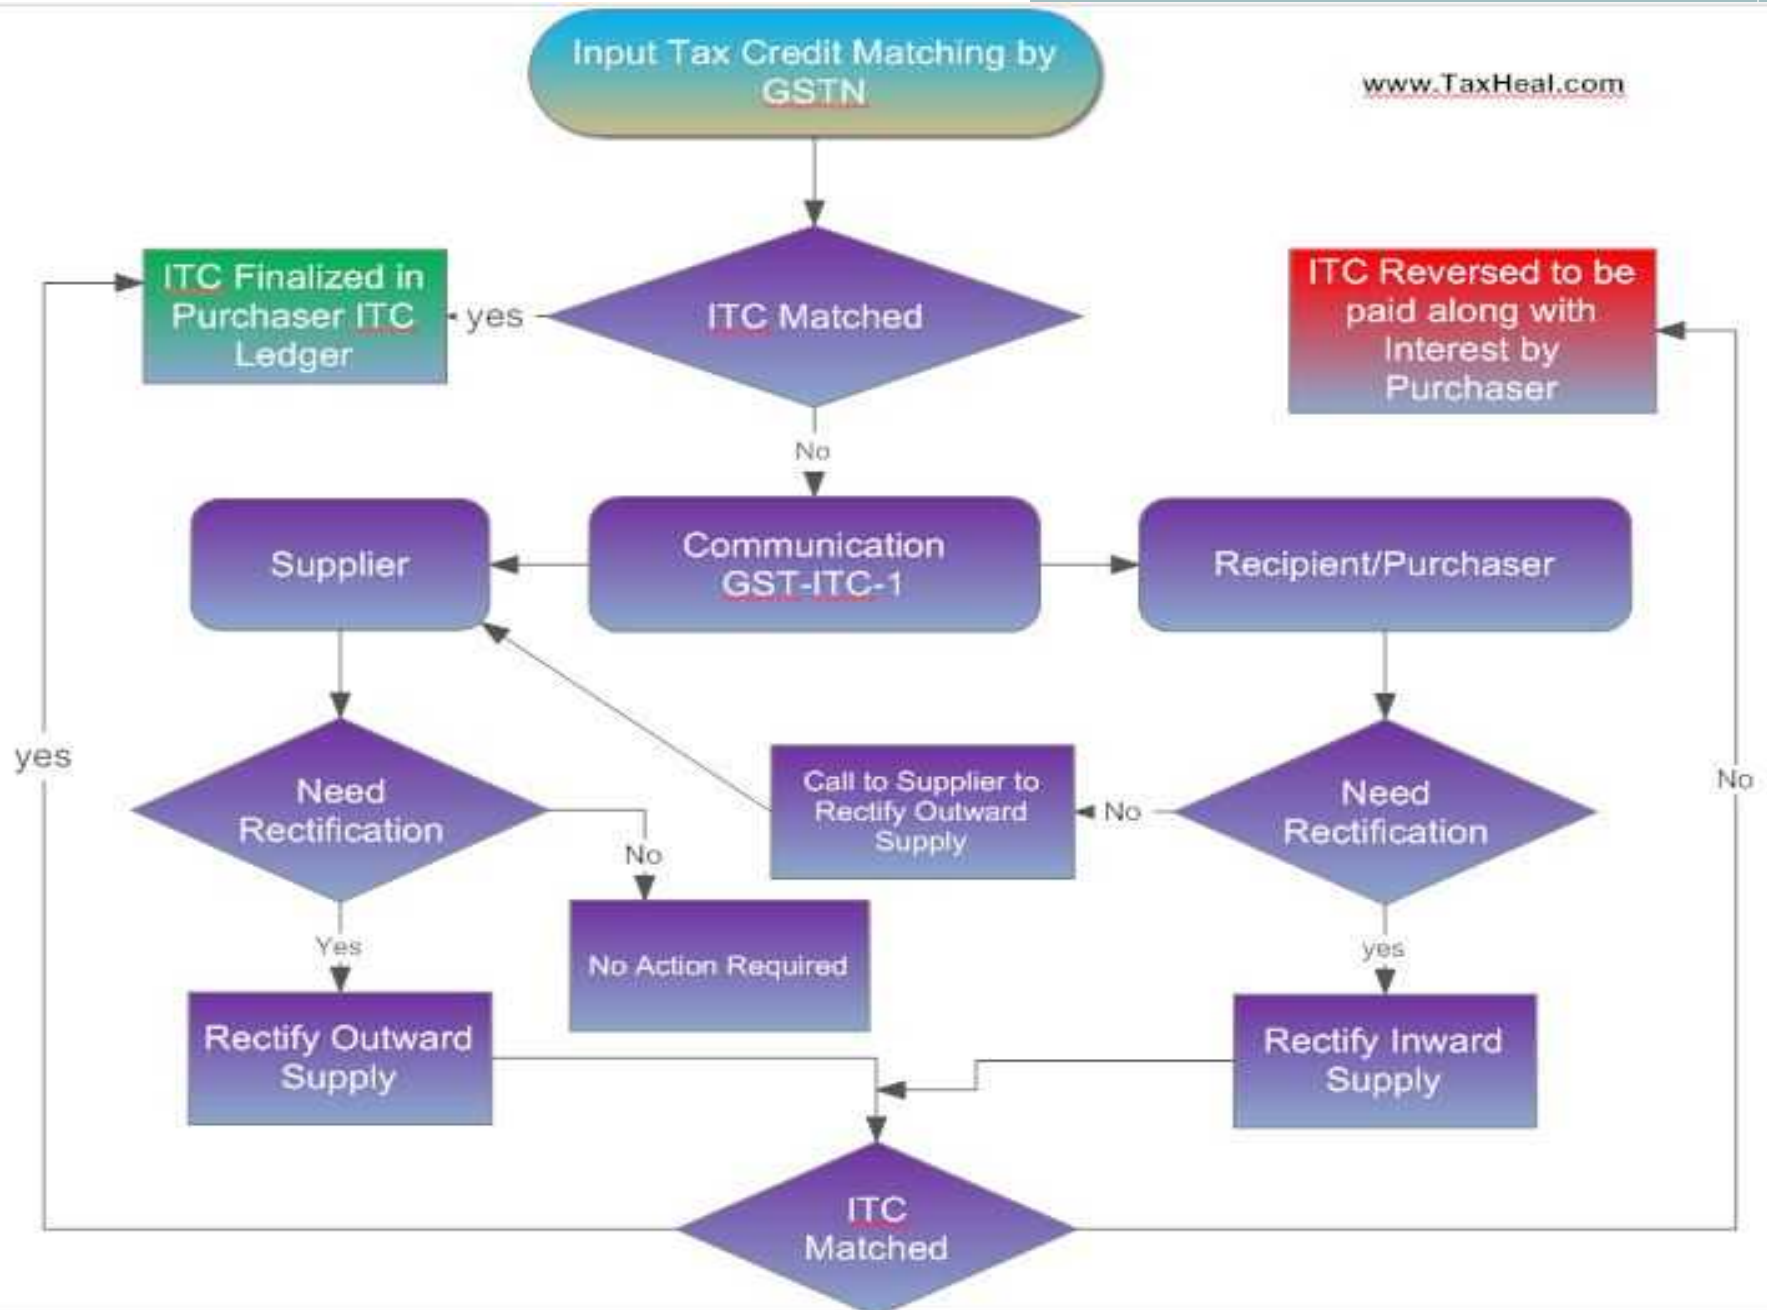 Input Tax Credit Matching by
GSTN
www.TaxHeal.com
ITC Finalized in
Purchaser ITC
Ledger
yes
ITC Matched
ITC Reversed to be
paid along with
Interest by
Purchaser
No
Supplier
Communication
GST-ITC-1
Recipient/Purchaser
yes
Need
Rectification
No
Call to Supplier to
Rectify Outward
Supply
No
Need
Rectification
No
Yes
No Action Required
yes
Rectify Outward
Supply
Rectify Inward
Supply
ITC
Matched